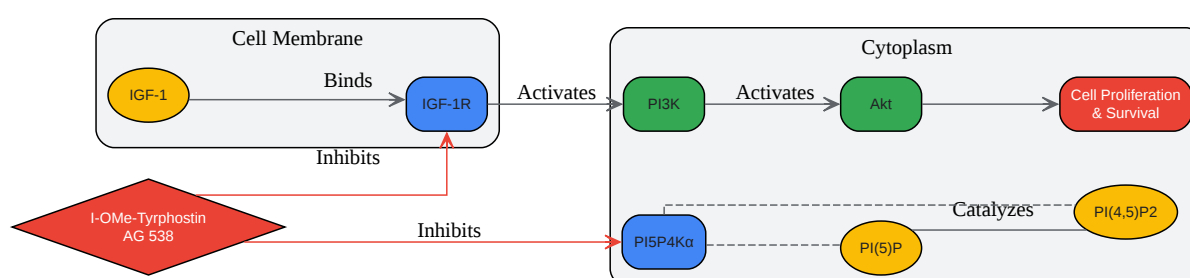 Cell Membrane
Cytoplasm
IGF-1
Binds
IGF-1R
Activates
PI3K
Activates
Akt
Cell Proliferation
& Survival
Inhibits
I-OMe-Tyrphostin
AG 538
Inhibits
PI5P4Kα
PI(5)P
Catalyzes
PI(4,5)P2